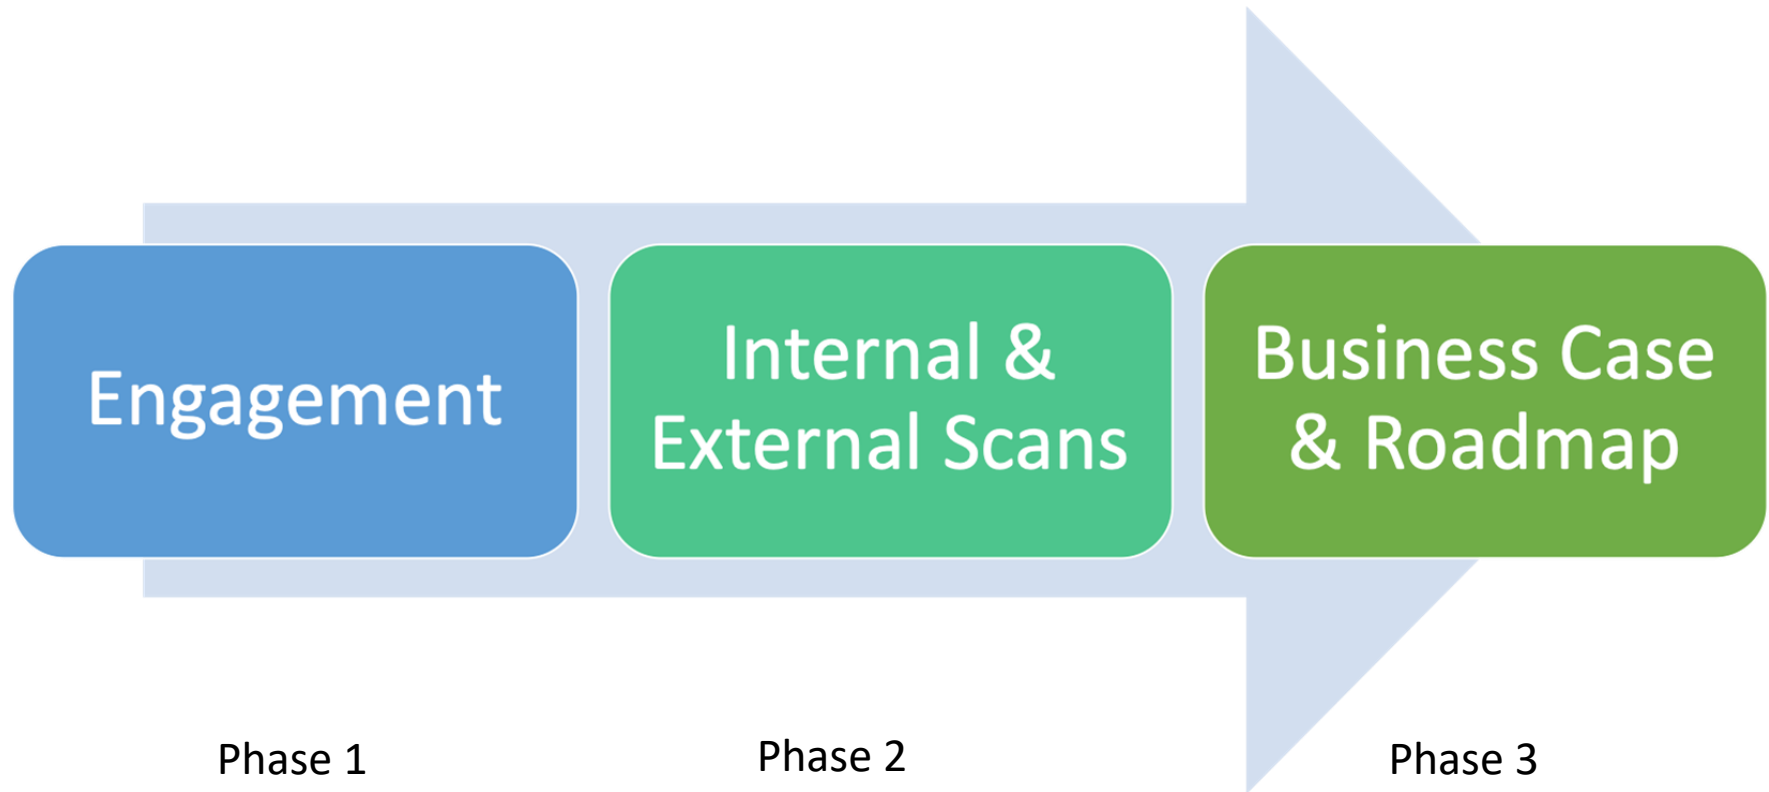 Engagement
Internal &
External Scans
Business Case
& Roadmap
Phase 1
Phase 2
Phase 3